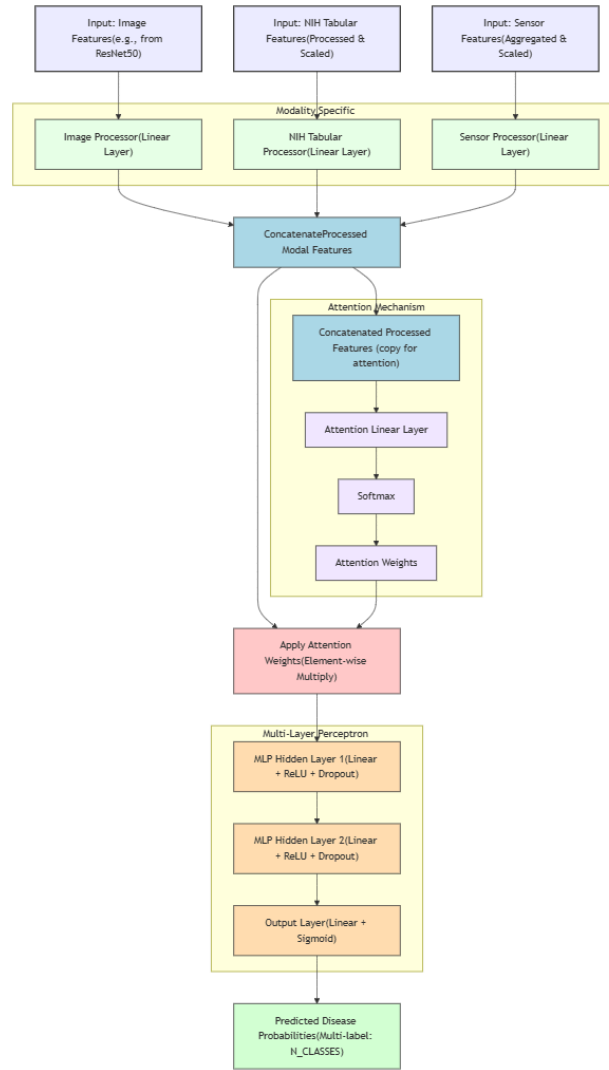 Input: Image
Features(e.g., from
ResNet50)
Input: NIH Tabular
Features(Processed &
Scaled)
Input: Sensor
Features(Aggregated &
Scaled)
Modality Specific
Image Processor(Linear
Layer)
NIH Tabular
Processor(Linear Layer)
Sensor Processor(Linear
Layer)
ConcatenateProcessed
Modal Features
Attention Mechanism
Concatenated Processed
Features (copy for
attention)
Attention Linear Layer
Softmax
Attention Weights
Apply Attention
Weights(Element-wise
Multiply)
Multi-Layer Perceptron
MLP Hidden Layer 1(Linear
+ ReLU + Dropout)
MLP Hidden Layer 2(Linear
+ ReLU + Dropout)
Output Layer(Linear +
Sigmoid)
Predicted Disease
Probabilities(Multi-label:
N_CLASSES)